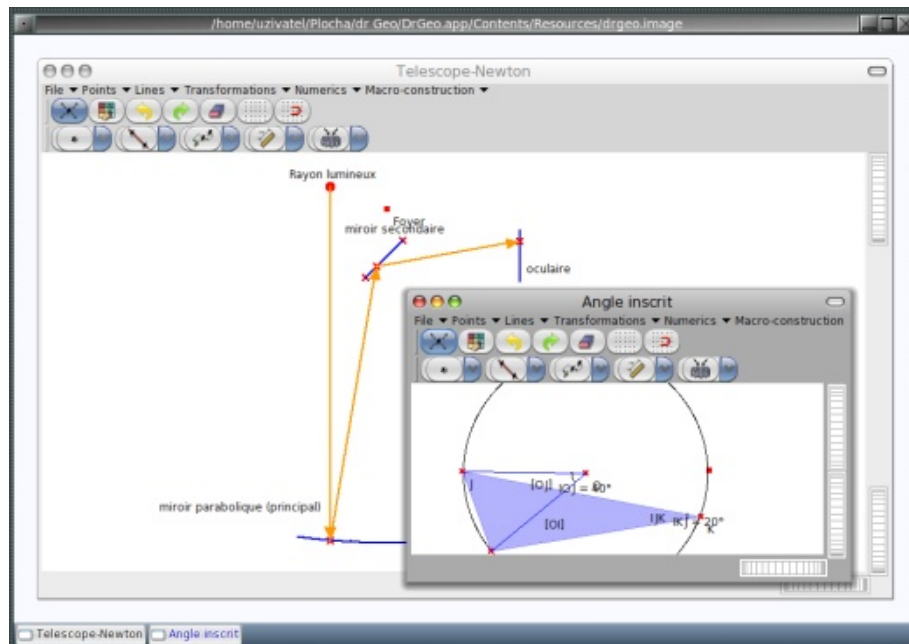 /home/uzivatel/Plocha/dr Geo/DrGeo.app/Contents/Resources/drgeo.image
Telescope-Newton
File Points Lines Transformations Numerics Macro-construction
Rayon lumineux
Foyer
miroir secondaire
oculaire
miroir parabolique (principal)
Angle inscrit
File Points Lines Transformations Numerics Macro-construction
J
[OJ]
= 40°
[OI]
IJK
= 20°
K
Telescope-Newton
Angle inscrit